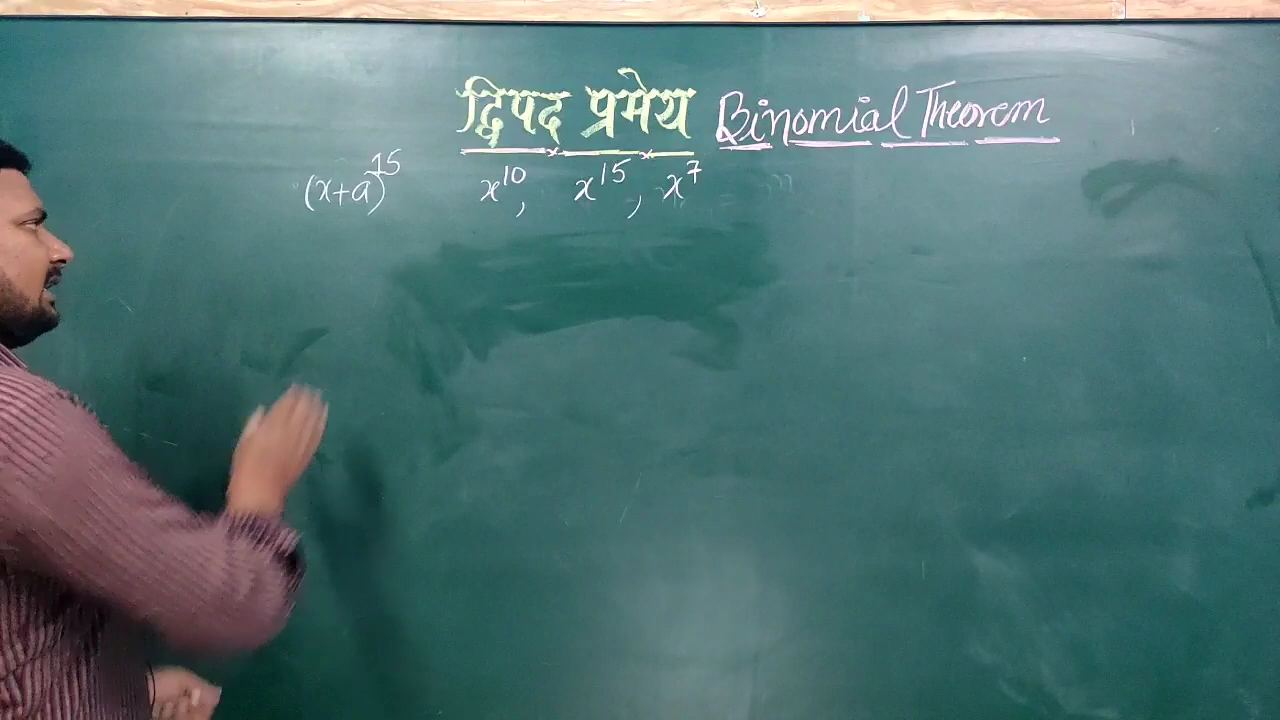 द्विपद प्रमेय Binomial Theorem
(x+a)^15 x^10, x^15, x^7